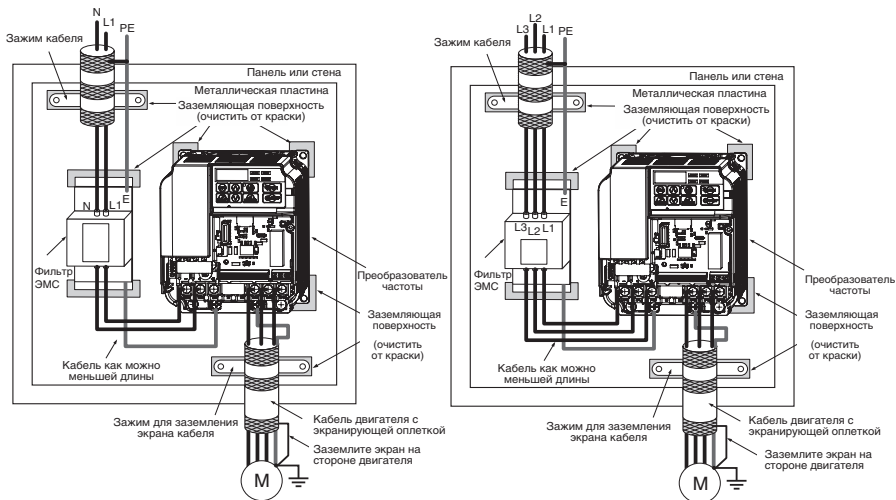 N
L1
PE
Зажим кабеля
Панель или стена
Металлическая пластина
Заземляющая поверхность
(очистить от краски)
N
L1
E
Фильтр
ЭМС
Преобразователь
частоты
Заземляющая
поверхность
(очистить
от краски)
Кабель как можно
меньшей длины
Зажим для заземления
экрана кабеля
Кабель двигателя с
экранирующей оплеткой
Заземлите экран на
стороне двигателя
M
L3
L2
L1
PE
Зажим кабеля
Панель или стена
Металлическая пластина
Заземляющая поверхность
(очистить от краски)
E
L3
L2
L1
Фильтр
ЭМС
Преобразователь
частоты
Заземляющая
поверхность
(очистить
от краски)
Кабель как можно
меньшей длины
Зажим для заземления
экрана кабеля
Кабель двигателя с
экранирующей оплеткой
Заземлите экран на
стороне двигателя
M